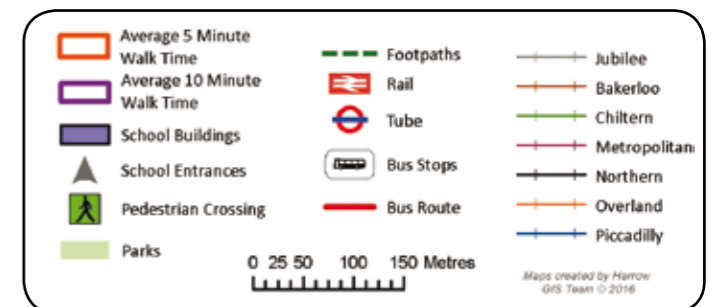 Average 5 Minute
Walk Time
Average 10 Minute
Walk Time
School Buildings
School Entrances
Pedestrian Crossing
Parks
Footpaths
Rail
Tube
Bus Stops
Bus Route
0 25 50 100 150 Metres
Jubilee
Bakerloo
Chiltern
Metropolitan
Northern
Overland
Piccadilly
Maps created by Harrow
GIS Team © 2016